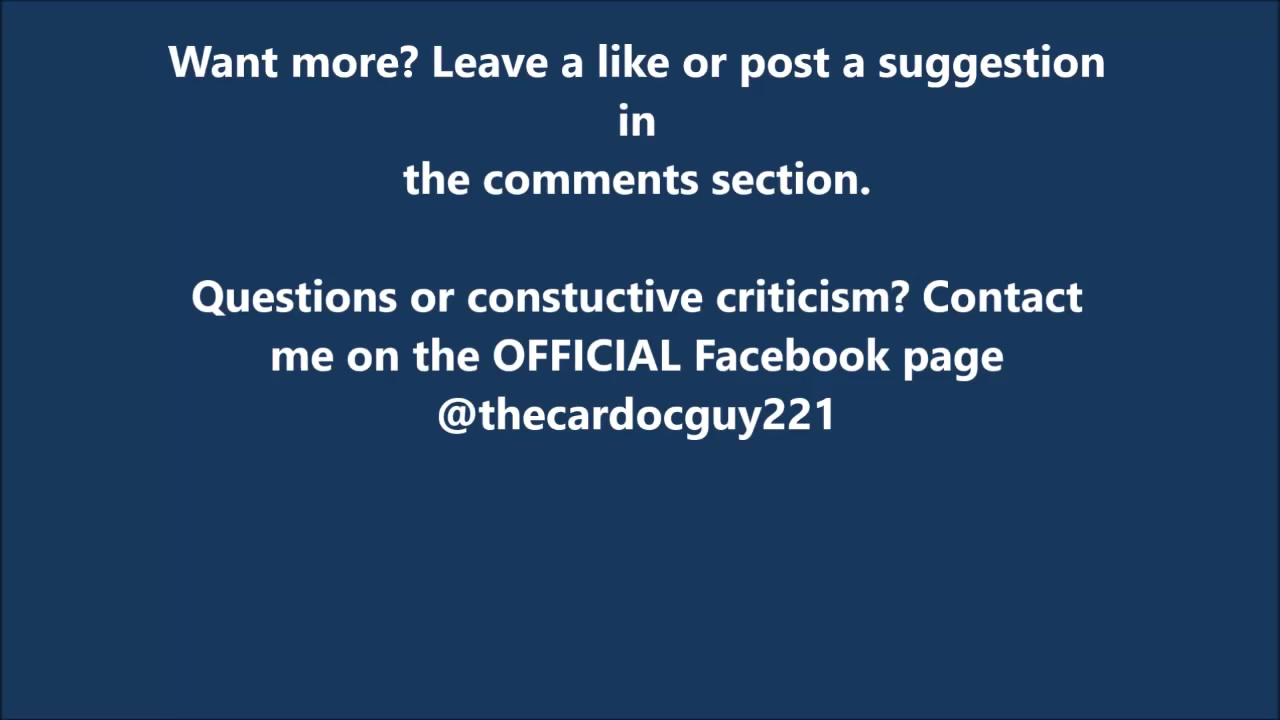 Want more? Leave a like or post a suggestion
in
the comments section.
Questions or constuctive criticism? Contact
me on the OFFICIAL Facebook page
@thecardocguy221